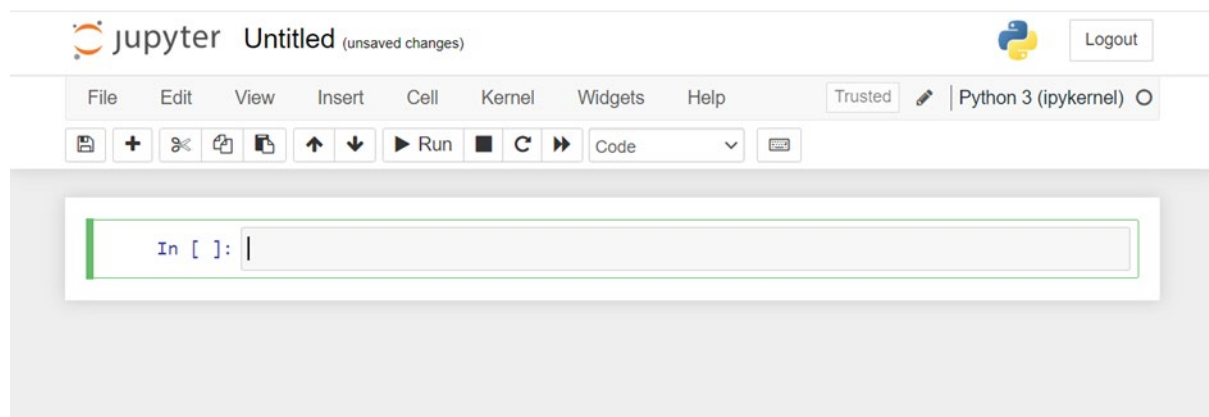 jupyter Untitled (unsaved changes) Logout
File Edit View Insert Cell Kernel Widgets Help Trusted Python 3 (ipykernel)
Run Code
In [ ]: